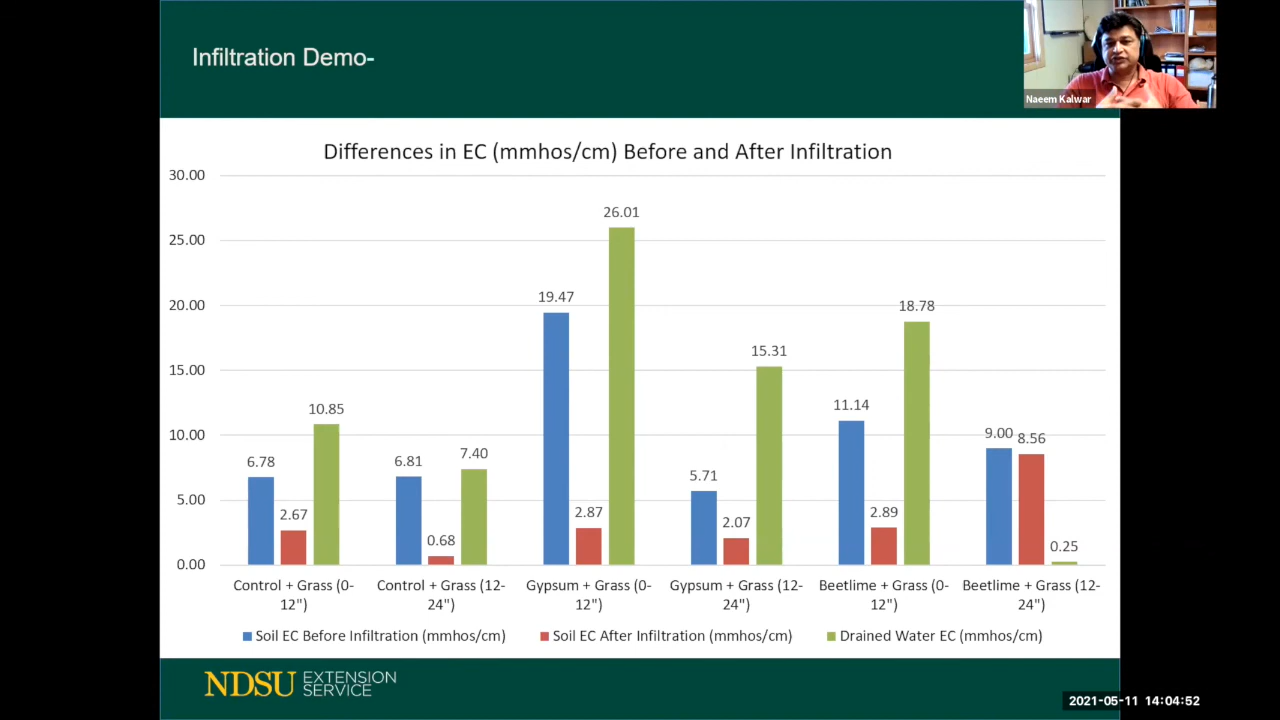 Infiltration Demo-
Naeem Kalwar
Differences in EC (mmhos/cm) Before and After Infiltration
30.00
25.00
20.00
15.00
10.00
5.00
0.00
6.78
2.67
10.85
6.81
0.68
7.40
19.47
2.87
26.01
5.71
2.07
15.31
11.14
2.89
18.78
9.00
8.56
0.25
Control + Grass (0-
12")
Control + Grass (12-
24")
Gypsum + Grass (0-
12")
Gypsum + Grass (12-
24")
Beetlime + Grass (0-
12")
Beetlime + Grass (12-
24")
Soil EC Before Infiltration (mmhos/cm)
Soil EC After Infiltration (mmhos/cm)
Drained Water EC (mmhos/cm)
NDSU EXTENSION
SERVICE
2021-05-11 14:04:52